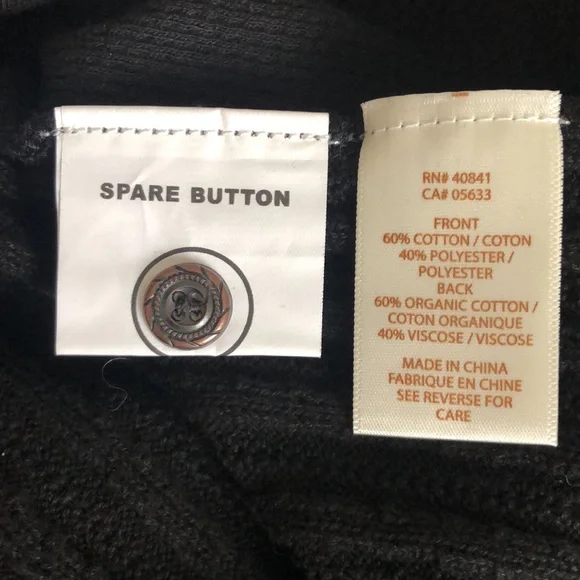 SPARE BUTTON
RN# 40841
CA# 05633
FRONT
60% COTTON / COTON
40% POLYESTER /
POLYESTER
BACK
60% ORGANIC COTTON /
COTON ORGANIQUE
40% VISCOSE / VISCOSE
MADE IN CHINA
FABRIQUE EN CHINE
SEE REVERSE FOR
CARE